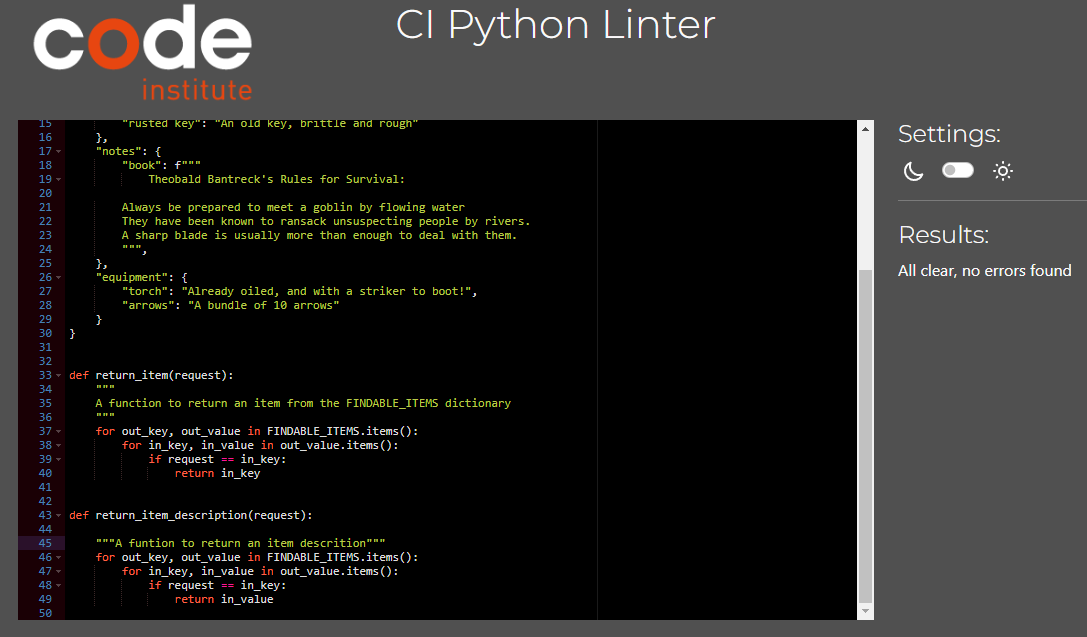 code
institute
CI Python Linter
15 "rusted key": "An old key, brittle and rough"
16 },
17 "notes": {
18 "book": f"""
19 Theobald Bantreck's Rules for Survival:
20
21 Always be prepared to meet a goblin by flowing water
22 They have been known to ransack unsuspecting people by rivers.
23 A sharp blade is usually more than enough to deal with them.
24 """,
25 },
26 "equipment": {
27 "torch": "Already oiled, and with a striker to boot!",
28 "arrows": "A bundle of 10 arrows"
29 }
30 }
31
32
33 def return_item(request):
34 """
35 A function to return an item from the FINDABLE_ITEMS dictionary
36 """
37 for out_key, out_value in FINDABLE_ITEMS.items():
38 for in_key, in_value in out_value.items():
39 if request == in_key:
40 return in_key
41
42
43 def return_item_description(request):
44
45 """A funtion to return an item descrition"""
46 for out_key, out_value in FINDABLE_ITEMS.items():
47 for in_key, in_value in out_value.items():
48 if request == in_key:
49 return in_value
50
Settings:
Results:
All clear, no errors found